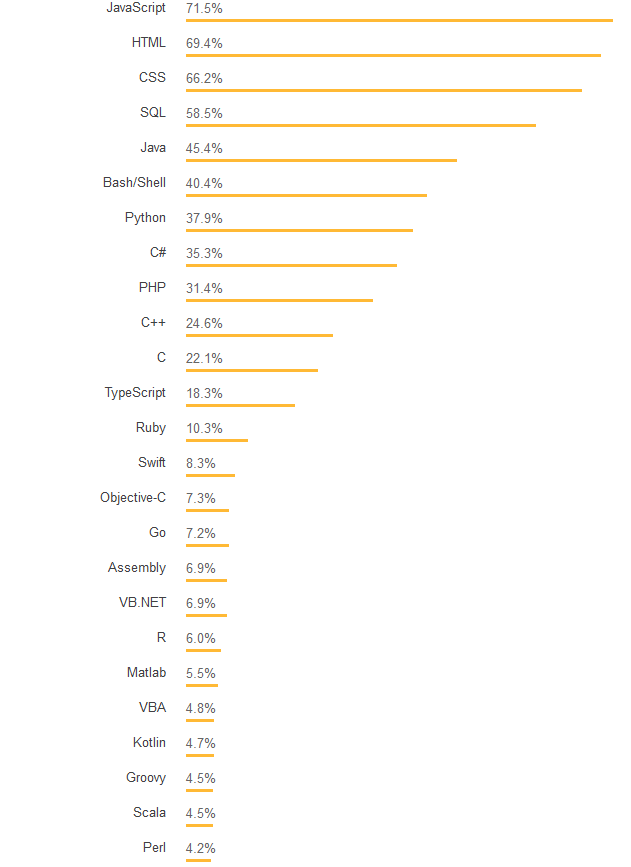 JavaScript 71.5%
HTML 69.4%
CSS 66.2%
SQL 58.5%
Java 45.4%
Bash/Shell 40.4%
Python 37.9%
C# 35.3%
PHP 31.4%
C++ 24.6%
C 22.1%
TypeScript 18.3%
Ruby 10.3%
Swift 8.3%
Objective-C 7.3%
Go 7.2%
Assembly 6.9%
VB.NET 6.9%
R 6.0%
Matlab 5.5%
VBA 4.8%
Kotlin 4.7%
Groovy 4.5%
Scala 4.5%
Perl 4.2%